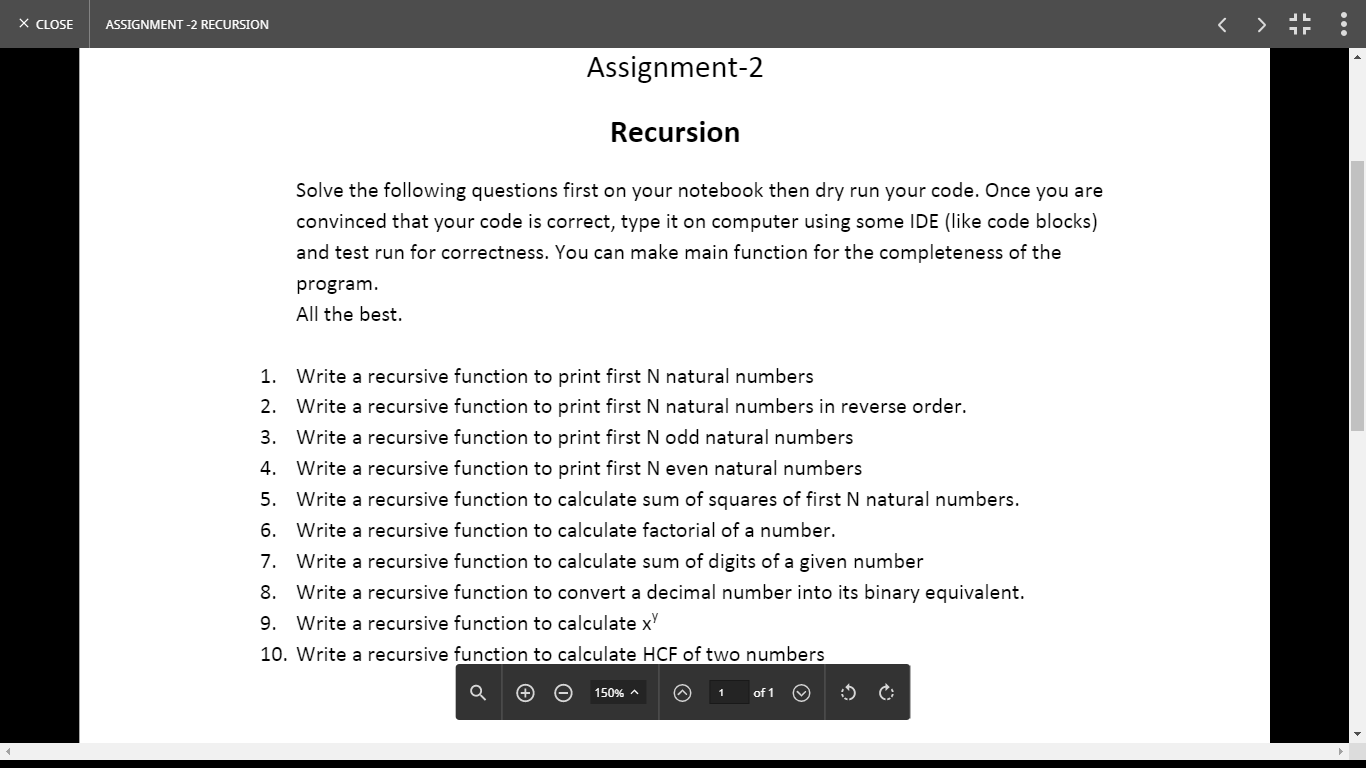 × CLOSE
ASSIGNMENT -2 RECURSION
Assignment-2
Recursion
Solve the following questions first on your notebook then dry run your code. Once you are
convinced that your code is correct, type it on computer using some IDE (like code blocks)
and test run for correctness. You can make main function for the completeness of the
program.
All the best.
1. Write a recursive function to print first N natural numbers
2. Write a recursive function to print first N natural numbers in reverse order.
3. Write a recursive function to print first N odd natural numbers
4. Write a recursive function to print first N even natural numbers
5. Write a recursive function to calculate sum of squares of first N natural numbers.
6. Write a recursive function to calculate factorial of a number.
7. Write a recursive function to calculate sum of digits of a given number
8. Write a recursive function to convert a decimal number into its binary equivalent.
9. Write a recursive function to calculate xʸ
10. Write a recursive function to calculate HCF of two numbers
150% 1 of 1